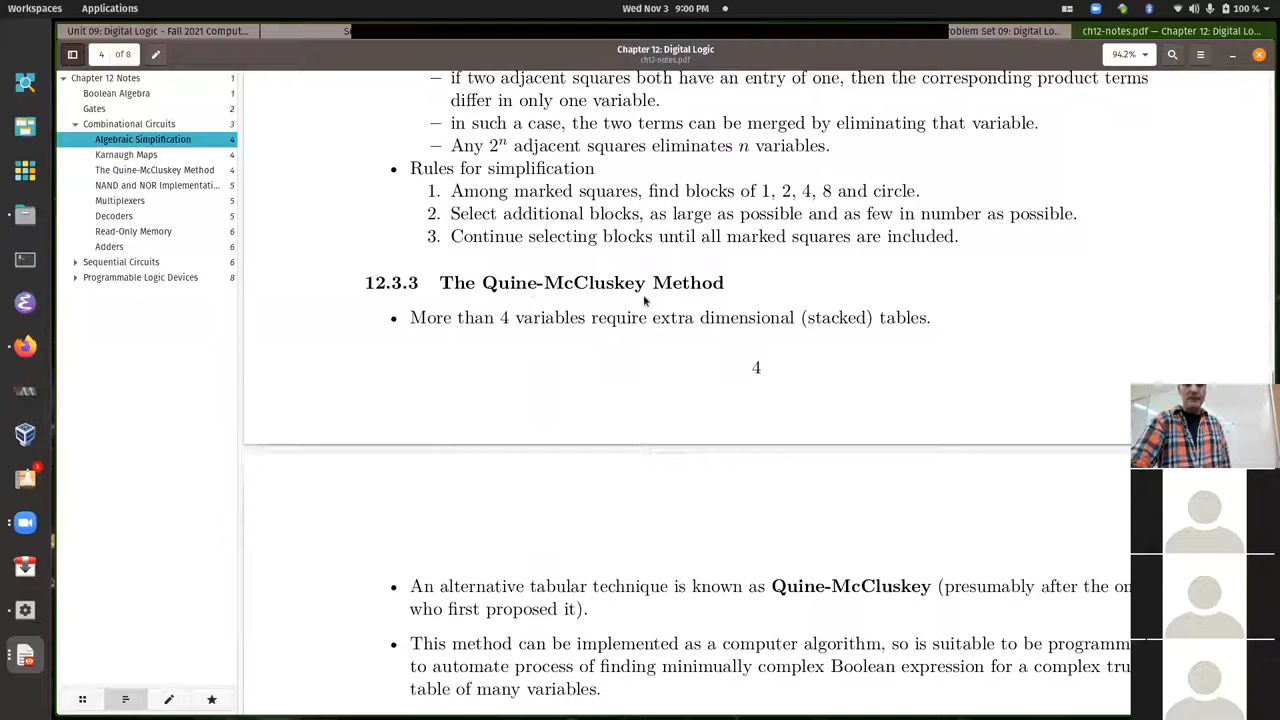 Workspaces Applications Wed Nov 3 9:00 PM 100 %
Unit 09: Digital Logic - Fall 2021 comput... oblem Set 09: Digital Lo... ch12-notes.pdf — Chapter 12: Digital Lo...
4 of 8 Chapter 12: Digital Logic 94.2%
ch12-notes.pdf
Chapter 12 Notes 1
Boolean Algebra 1
Gates 2
Combinational Circuits 3
Algebraic Simplification 4
Karnaugh Maps 4
The Quine-McCluskey Method 4
NAND and NOR Implementati... 5
Multiplexers 5
Decoders 5
Read-Only Memory 6
Adders 6
Sequential Circuits 6
Programmable Logic Devices 8
– if two adjacent squares both have an entry of one, then the corresponding product terms
differ in only one variable.
– in such a case, the two terms can be merged by eliminating that variable.
– Any 2ⁿ adjacent squares eliminates n variables.
• Rules for simplification
1. Among marked squares, find blocks of 1, 2, 4, 8 and circle.
2. Select additional blocks, as large as possible and as few in number as possible.
3. Continue selecting blocks until all marked squares are included.
12.3.3 The Quine-McCluskey Method
• More than 4 variables require extra dimensional (stacked) tables.
4
• An alternative tabular technique is known as Quine-McCluskey (presumably after the on
who first proposed it).
• This method can be implemented as a computer algorithm, so is suitable to be programm
to automate process of finding minimally complex Boolean expression for a complex tru
table of many variables.
3